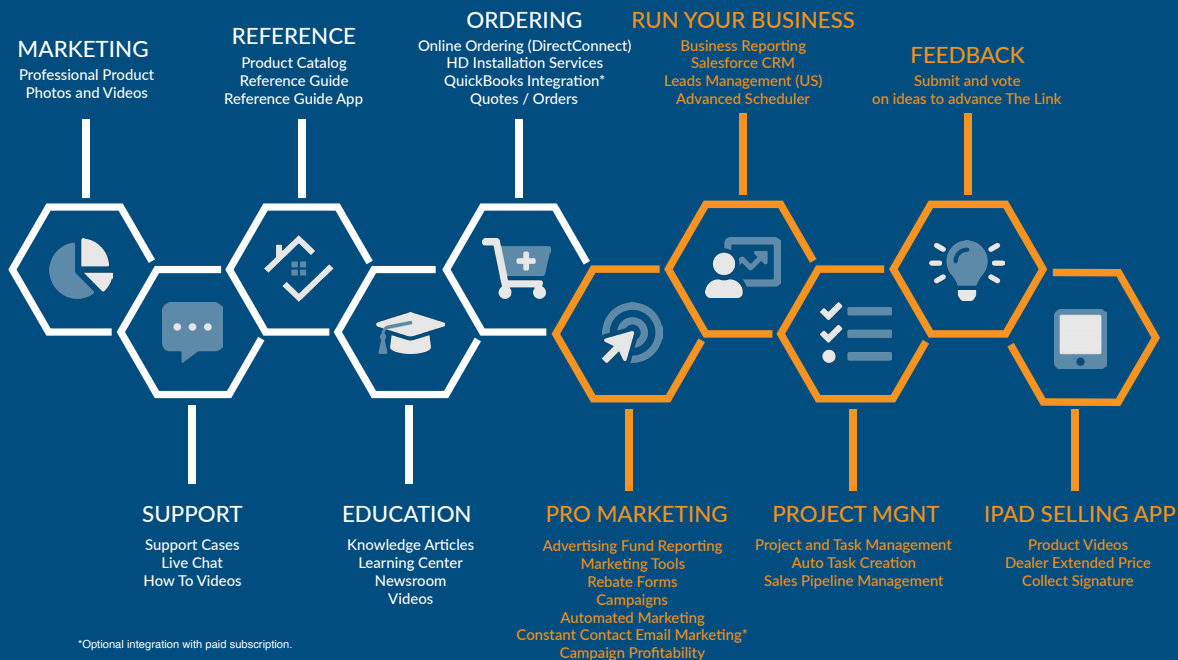 MARKETING
Professional Product
Photos and Videos
REFERENCE
Product Catalog
Reference Guide
Reference Guide App
ORDERING
Online Ordering (DirectConnect)
HD Installation Services
QuickBooks Integration*
Quotes / Orders
RUN YOUR BUSINESS
Business Reporting
Salesforce CRM
Leads Management (US)
Advanced Scheduler
FEEDBACK
Submit and vote
on ideas to advance The Link
SUPPORT
Support Cases
Live Chat
How To Videos
EDUCATION
Knowledge Articles
Learning Center
Newsroom
Videos
PRO MARKETING
Advertising Fund Reporting
Marketing Tools
Rebate Forms
Campaigns
Automated Marketing
Constant Contact Email Marketing*
Campaign Profitability
PROJECT MGNT
Project and Task Management
Auto Task Creation
Sales Pipeline Management
IPAD SELLING APP
Product Videos
Dealer Extended Price
Collect Signature
*Optional integration with paid subscription.